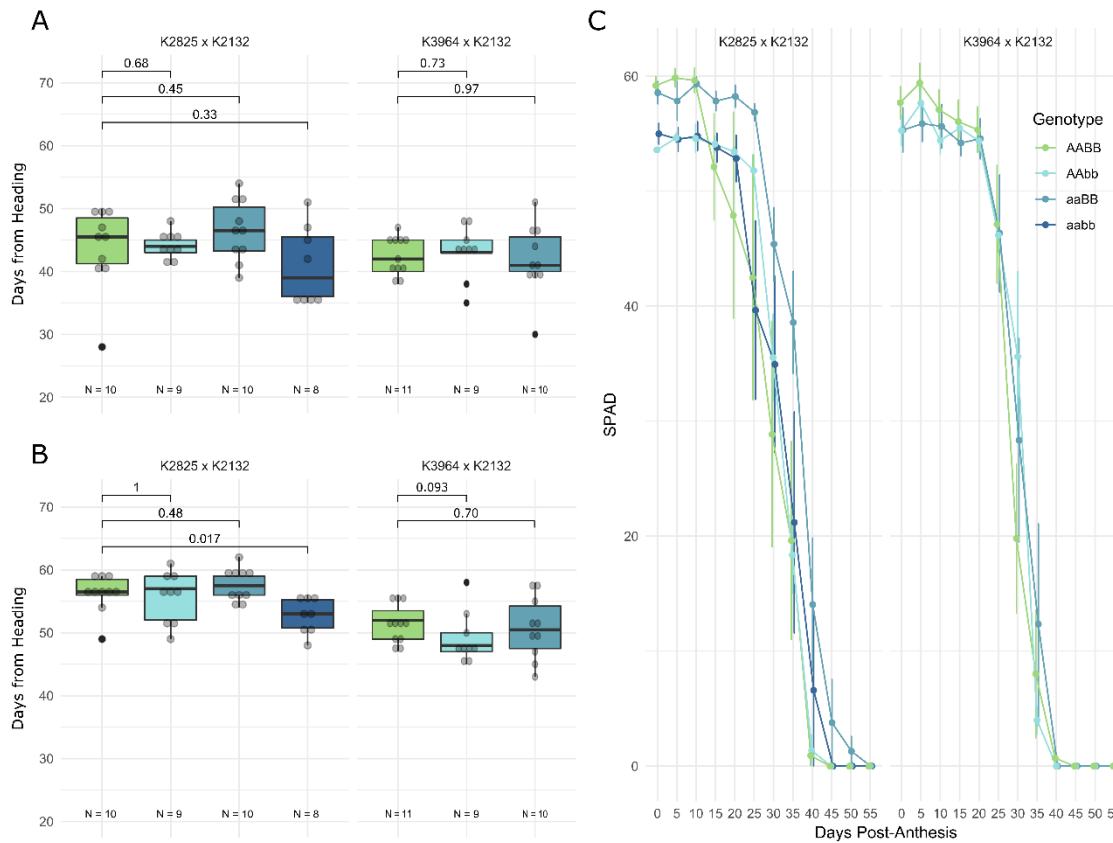 A
K2825 x K2132
K3964 x K2132
70
60
50
40
30
20
Days from Heading
0.68
0.45
0.33
0.73
0.97
N = 10
N = 9
N = 10
N = 8
N = 11
N = 9
N = 10
B
K2825 x K2132
K3964 x K2132
70
60
50
40
30
20
Days from Heading
1
0.48
0.017
0.093
0.70
N = 10
N = 9
N = 10
N = 8
N = 11
N = 9
N = 10
C
K2825 x K2132
K3964 x K2132
60
40
20
0
SPAD
0 5 10 15 20 25 30 35 40 45 50 55
0 5 10 15 20 25 30 35 40 45 50 5
Days Post-Anthesis
Genotype
AABB
AAbb
aaBB
aabb